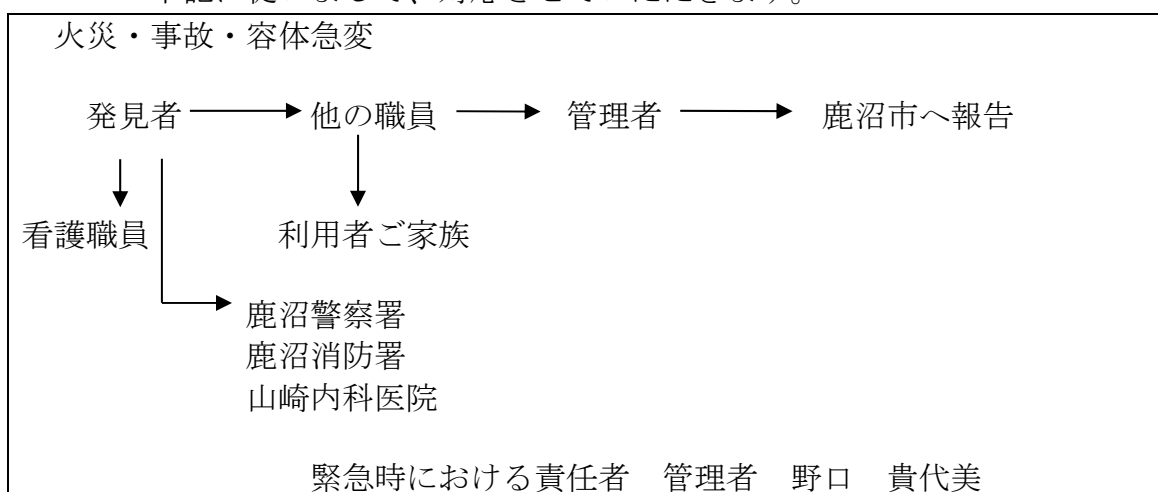 火災・事故・容体急変
発見者 他の職員 管理者 鹿沼市へ報告
看護職員 利用者ご家族
鹿沼警察署
鹿沼消防署
山崎内科医院
緊急時における責任者 管理者 野口 貴代美